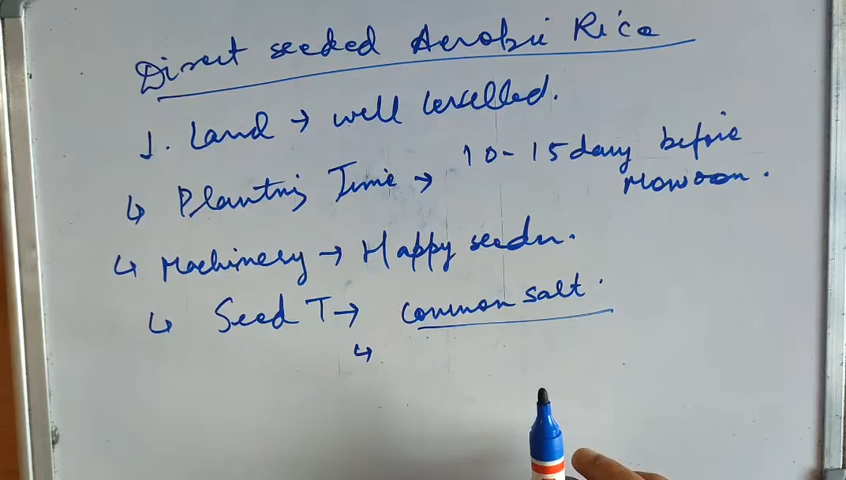 Direct seeded Aerobic Rice
1. Land → well levelled.
↳ Planting Time → 10-15 days before
Monsoon.
↳ Machinery → Happy seeder.
↳ Seed T → Common salt.
↳